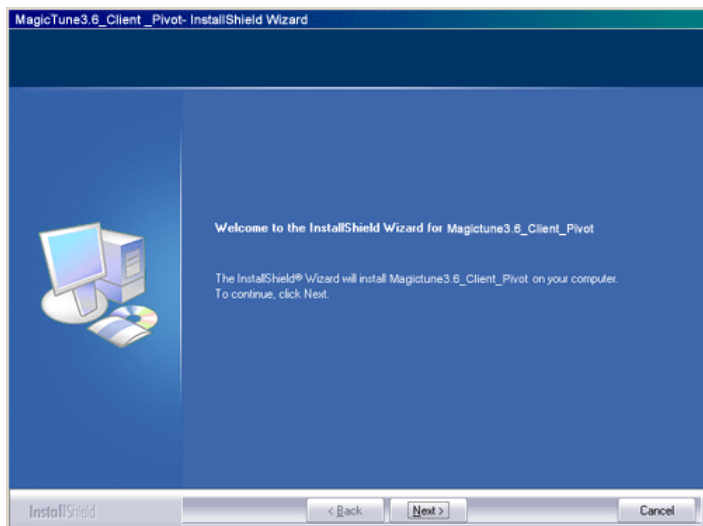 MagicTune3.6_Client _Pivot- InstallShield Wizard
Welcome to the InstallShield Wizard for Magictune3.6_Client_Pivot
The InstallShield® Wizard will install Magictune3.6_Client_Pivot on your computer.
To continue, click Next.
InstallShield
< Back
Next >
Cancel